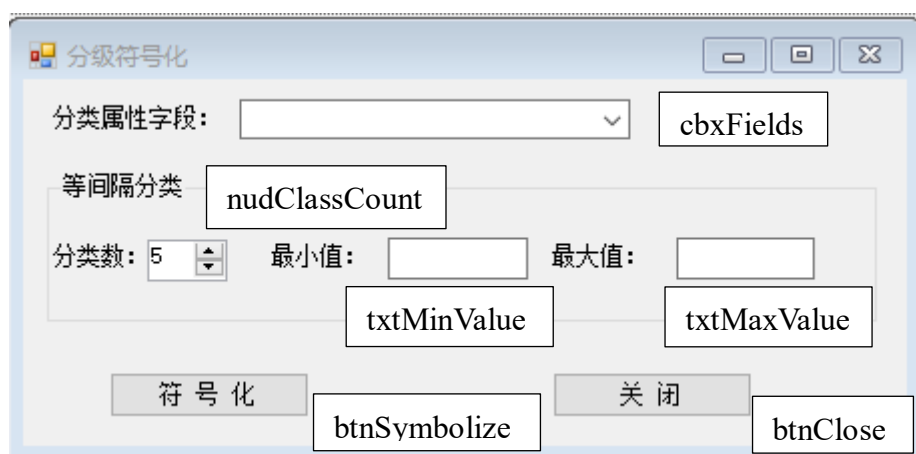 分级符号化
分类属性字段：
cbxFields
等间隔分类
nudClassCount
分类数：5 最小值： 最大值：
txtMinValue txtMaxValue
符 号 化 关 闭
btnSymbolize btnClose